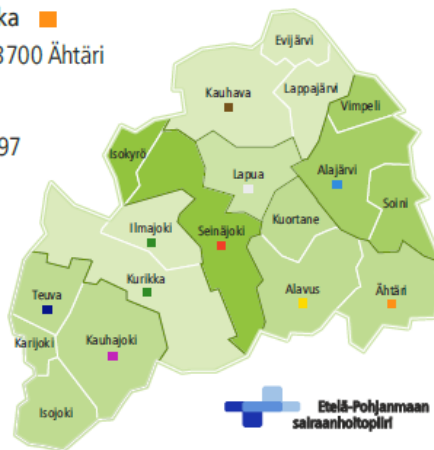 ka
3700 Ähtäri
97
Evijärvi
Kauhava
Lappajärvi
Vimpeli
Isokyrö
Lapua
Alajärvi
Soini
Ilmajoki
Seinäjoki
Kuortane
Kurikka
Teuva
Alavus
Ähtäri
Karijoki
Kauhajoki
Isojoki
Etelä-Pohjanmaan
sairaanhoitopiiri